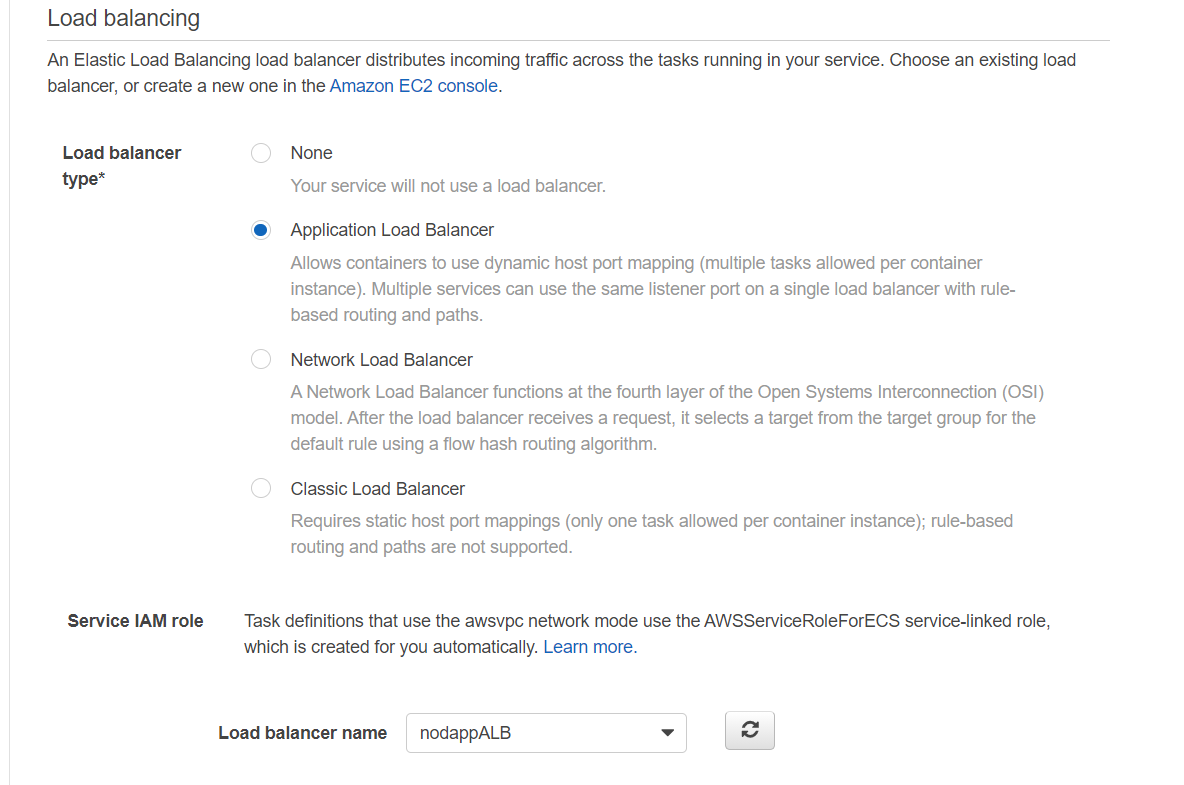 Load balancing
An Elastic Load Balancing load balancer distributes incoming traffic across the tasks running in your service. Choose an existing load
balancer, or create a new one in the Amazon EC2 console.
Load balancer
type*
None
Your service will not use a load balancer.
Application Load Balancer
Allows containers to use dynamic host port mapping (multiple tasks allowed per container
instance). Multiple services can use the same listener port on a single load balancer with rule-
based routing and paths.
Network Load Balancer
A Network Load Balancer functions at the fourth layer of the Open Systems Interconnection (OSI)
model. After the load balancer receives a request, it selects a target from the target group for the
default rule using a flow hash routing algorithm.
Classic Load Balancer
Requires static host port mappings (only one task allowed per container instance); rule-based
routing and paths are not supported.
Service IAM role
Task definitions that use the awsvpc network mode use the AWSServiceRoleForECS service-linked role,
which is created for you automatically. Learn more.
Load balancer name
nodappALB